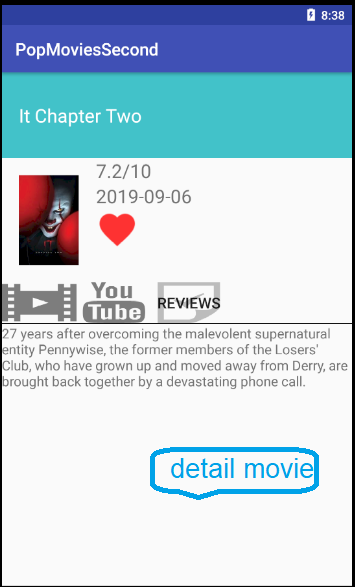 8:38
PopMoviesSecond
It Chapter Two
7.2/10
2019-09-06
You
Tube
REVIEWS
27 years after overcoming the malevolent supernatural
entity Pennywise, the former members of the Losers'
Club, who have grown up and moved away from Derry, are
brought back together by a devastating phone call.
detail movie